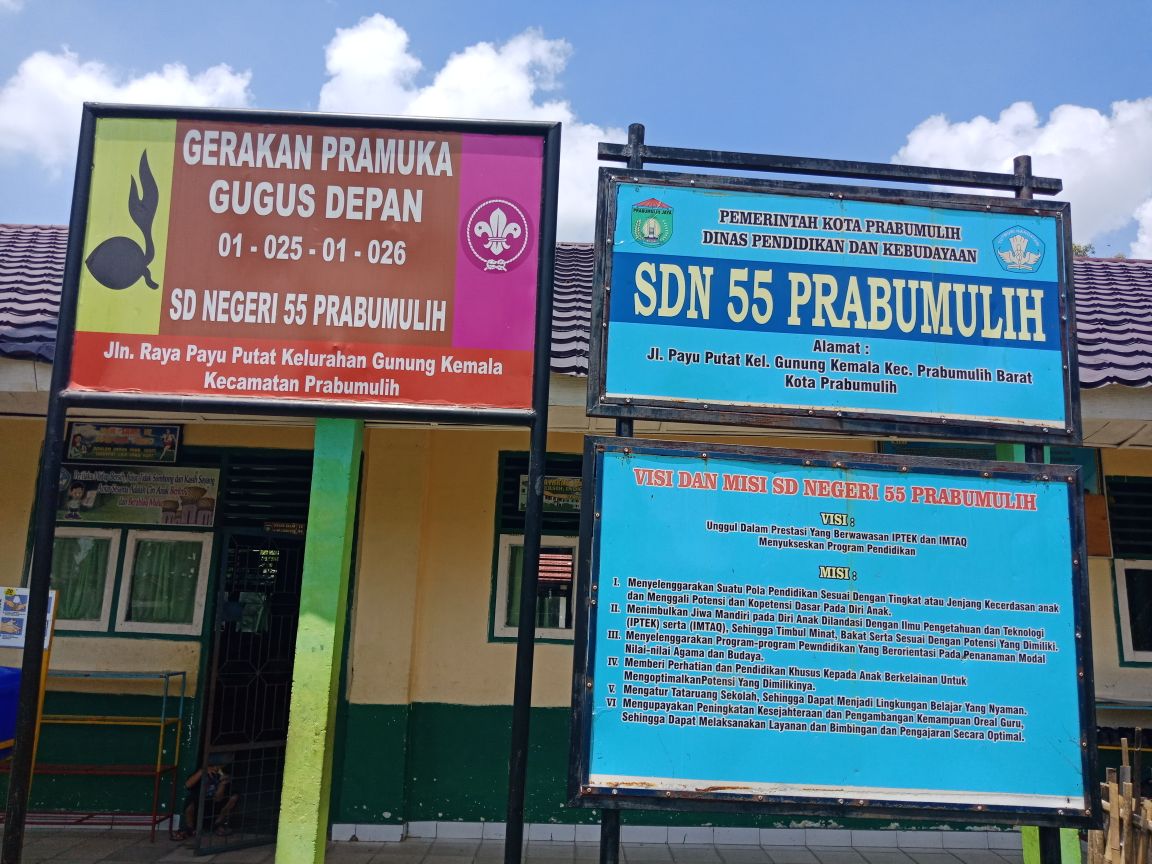 GERAKAN PRAMUKA
GUGUS DEPAN
01 - 025 - 01 - 026
SD NEGERI 55 PRABUMULIH
Jln. Raya Payu Putat Kelurahan Gunung Kemala
Kecamatan Prabumulih
PRABUMULIH JAYA
PEMERINTAH KOTA PRABUMULIH
DINAS PENDIDIKAN DAN KEBUDAYAAN
SDN 55 PRABUMULIH
Alamat :
Jl. Payu Putat Kel. Gunung Kemala Kec. Prabumulih Barat
Kota Prabumulih
VISI DAN MISI SD NEGERI 55 PRABUMULIH
VISI :
Unggul Dalam Prestasi Yang Berwawasan IPTEK dan IMTAQ
Menyukseskan Program Pendidikan
MISI :
I. Menyelenggarakan Suatu Pola Pendidikan Sesuai Dengan Tingkat atau Jenjang Kecerdasan anak
dan Menggali Potensi dan Kopetensi Dasar Pada Diri Anak.
II. Menimbulkan Jiwa Mandiri pada Diri Anak Dilandasi Dengan Ilmu Pengetahuan dan Teknologi
(IPTEK) serta (IMTAQ), Sehingga Timbul Minat, Bakat Serta Sesuai Dengan Potensi Yang Dimiliki.
III. Menyelenggarakan Program-program Pewndidikan Yang Berorientasi Pada Penanaman Modal
Nilai-nilai Agama dan Budaya.
IV. Memberi Perhatian dan Pendidikan Khusus Kepada Anak Berkelainan Untuk
MengoptimalkanPotensi Yang Dimilikinya.
V. Mengatur Tataruang Sekolah, Sehingga Dapat Menjadi Lingkungan Belajar Yang Nyaman.
VI Mengupayakan Peningkatan Kesejahteraan dan Pengambangan Kemampuan Oreal Guru,
Sehingga Dapat Melaksanakan Layanan dan Bimbingan dan Pengajaran Secara Optimal.